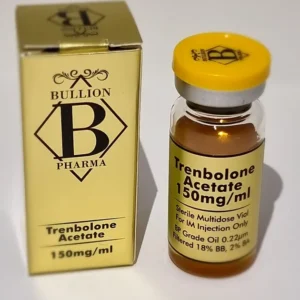 BULLION
B
PHARMA
Trenbolone
Acetate
150mg/ml
Trenbolone
Acetate
150mg/ml
Sterile Multidose Vial
For IM Injection Only
EP Grade Oil 0.22µm
Filtered 18% BB, 2% BA